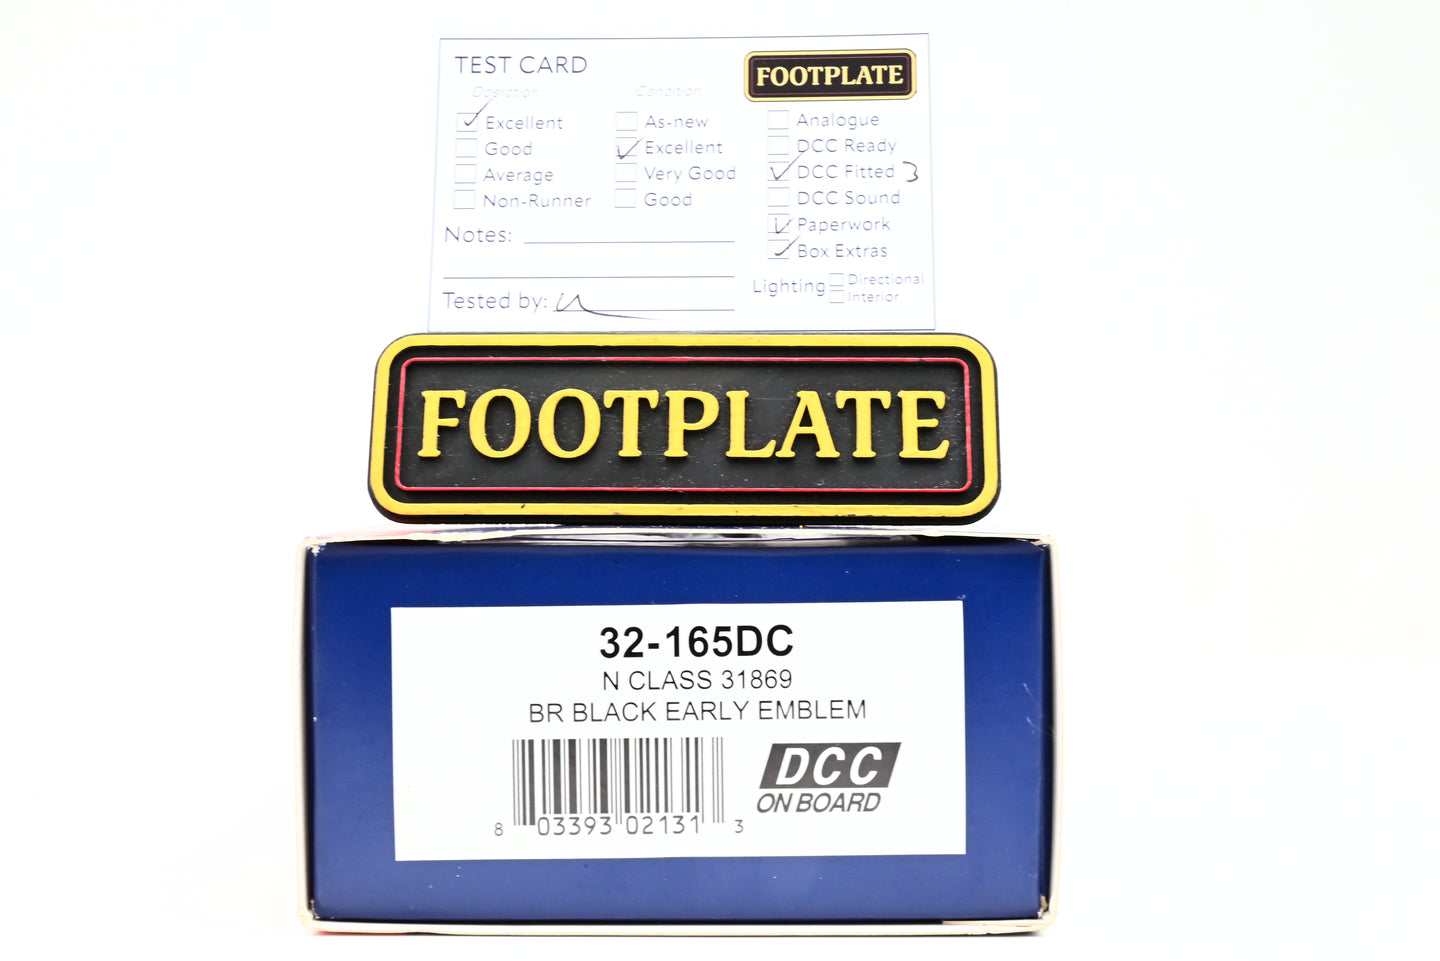 TEST CARD
FOOTPLATE
Operation
Excellent
Good
Average
Non-Runner
Condition
As-new
Excellent
Very Good
Good
Analogue
DCC Ready
DCC Fitted 3
DCC Sound
Paperwork
Box Extras
Notes:
Tested by:
Lighting
Directional
Interior
FOOTPLATE
32-165DC
N CLASS 31869
BR BLACK EARLY EMBLEM
DCC
ON BOARD
8 03393 02131 3